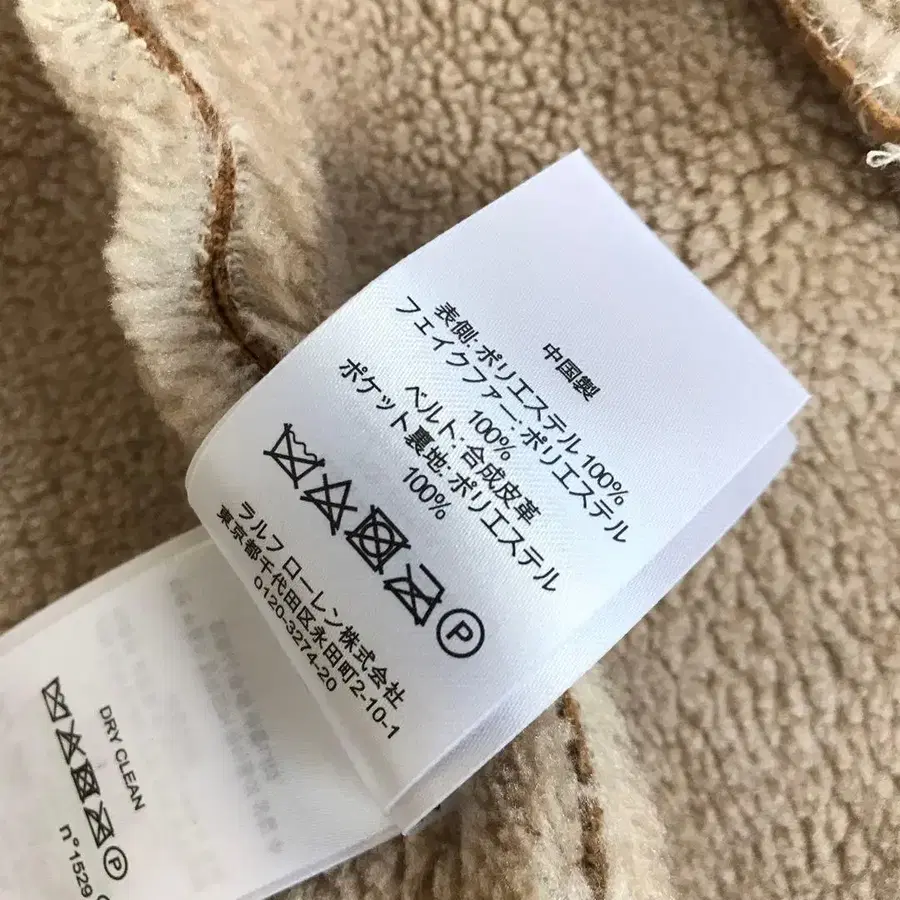 中国製
表側:ポリエステル 100%
フェイクファー:ポリエステル
100%
ベルト:合成皮革
ポケット裏地:ポリエステル
100%
P
ラルフ ローレン株式会社
東京都千代田区永田町2-10-1
0120-3274-20
DRY CLEAN
P
n°1529